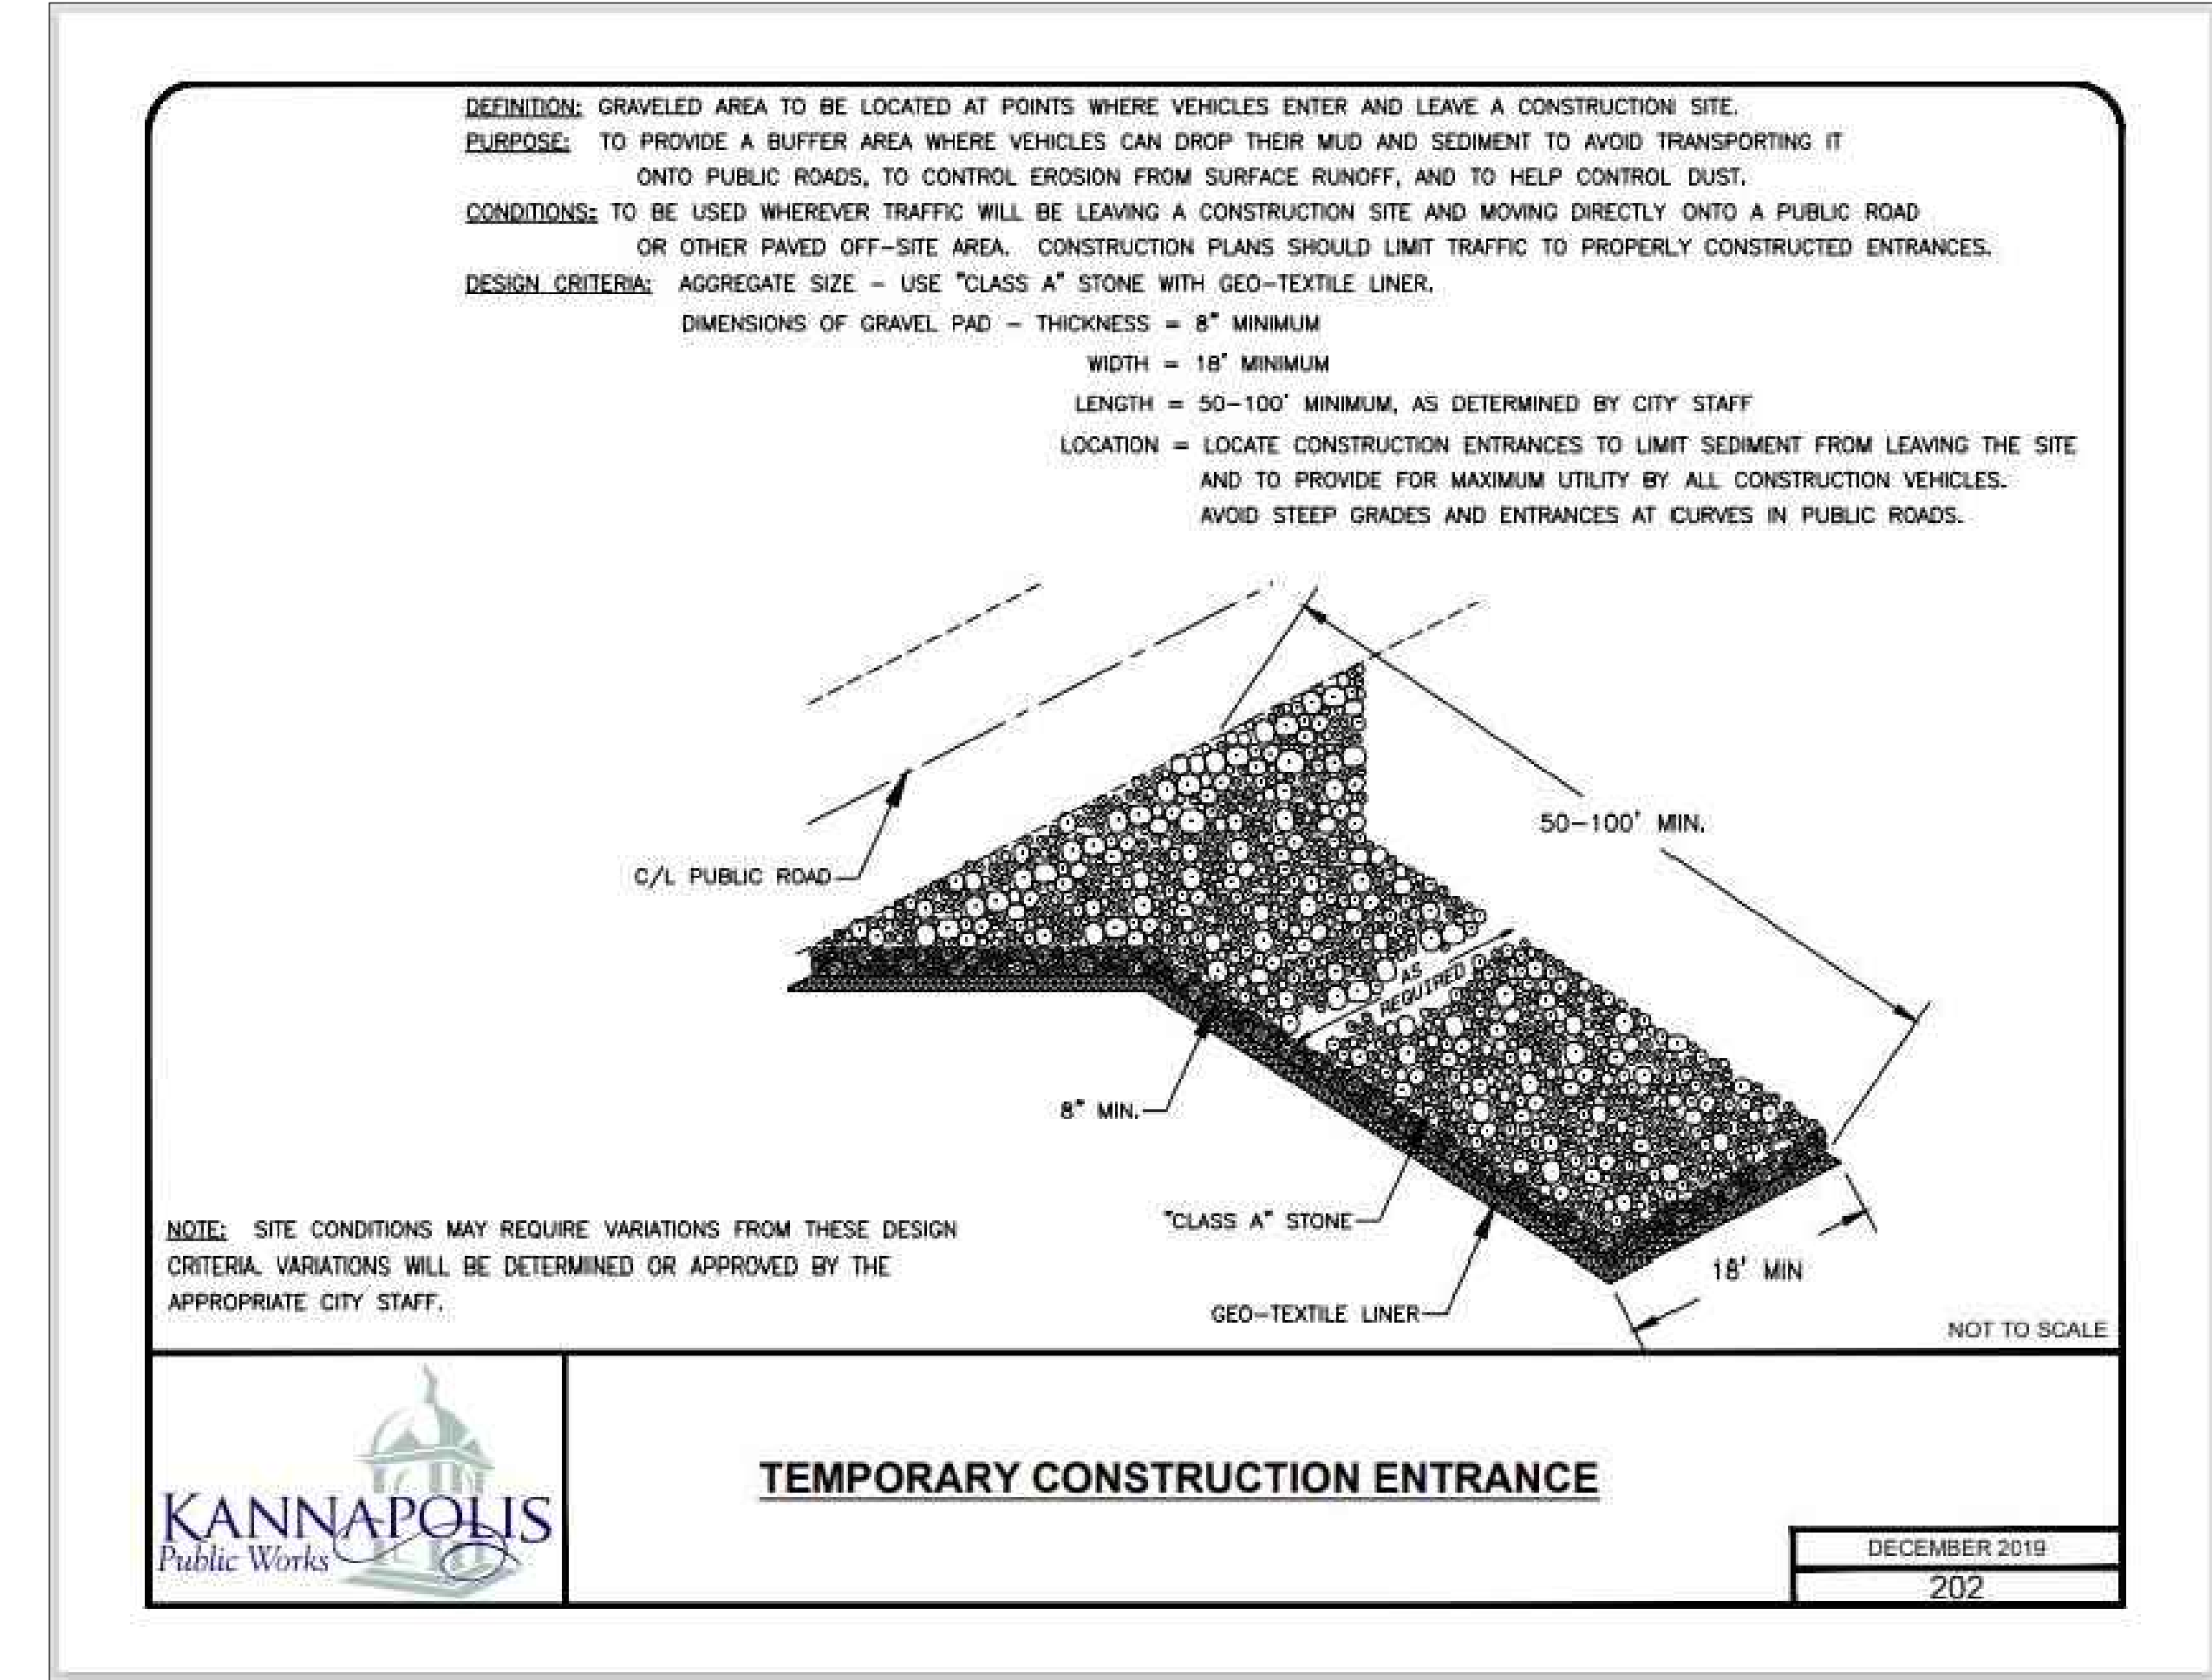 DEFINITION: GRAVELED AREA TO BE LOCATED AT POINTS WHERE VEHICLES ENTER AND LEAVE A CONSTRUCTION SITE.
PURPOSE: TO PROVIDE A BUFFER AREA WHERE VEHICLES CAN DROP THEIR MUD AND SEDIMENT TO AVOID TRANSPORTING IT
ONTO PUBLIC ROADS, TO CONTROL EROSION FROM SURFACE RUNOFF, AND TO HELP CONTROL DUST.
CONDITIONS: TO BE USED WHEREVER TRAFFIC WILL BE LEAVING A CONSTRUCTION SITE AND MOVING DIRECTLY ONTO A PUBLIC ROAD
OR OTHER PAVED OFF-SITE AREA. CONSTRUCTION PLANS SHOULD LIMIT TRAFFIC TO PROPERLY CONSTRUCTED ENTRANCES.
DESIGN CRITERIA: AGGREGATE SIZE - USE "CLASS A" STONE WITH GEO-TEXTILE LINER.
DIMENSIONS OF GRAVEL PAD - THICKNESS = 8" MINIMUM
WIDTH = 18' MINIMUM
LENGTH = 50-100' MINIMUM, AS DETERMINED BY CITY STAFF
LOCATION = LOCATE CONSTRUCTION ENTRANCES TO LIMIT SEDIMENT FROM LEAVING THE SITE
AND TO PROVIDE FOR MAXIMUM UTILITY BY ALL CONSTRUCTION VEHICLES.
AVOID STEEP GRADES AND ENTRANCES AT CURVES IN PUBLIC ROADS.
50-100' MIN.
C/L PUBLIC ROAD
AS
REQUIRED
8" MIN.
"CLASS A" STONE
GEO-TEXTILE LINER
18' MIN
NOTE: SITE CONDITIONS MAY REQUIRE VARIATIONS FROM THESE DESIGN
CRITERIA. VARIATIONS WILL BE DETERMINED OR APPROVED BY THE
APPROPRIATE CITY STAFF.
NOT TO SCALE
KANNAPOLIS
Public Works
TEMPORARY CONSTRUCTION ENTRANCE
DECEMBER 2019
202